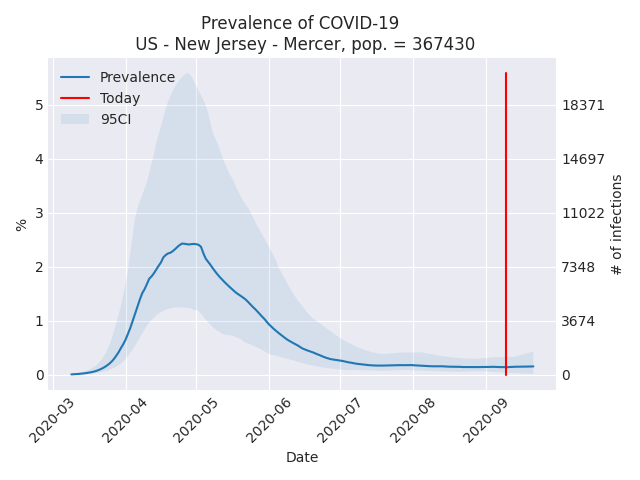 Prevalence of COVID-19
US - New Jersey - Mercer, pop. = 367430
Prevalence
Today
95CI
5
4
3
2
1
0
%
18371
14697
11022
7348
3674
0
# of infections
2020-03
2020-04
2020-05
2020-06
2020-07
2020-08
2020-09
Date